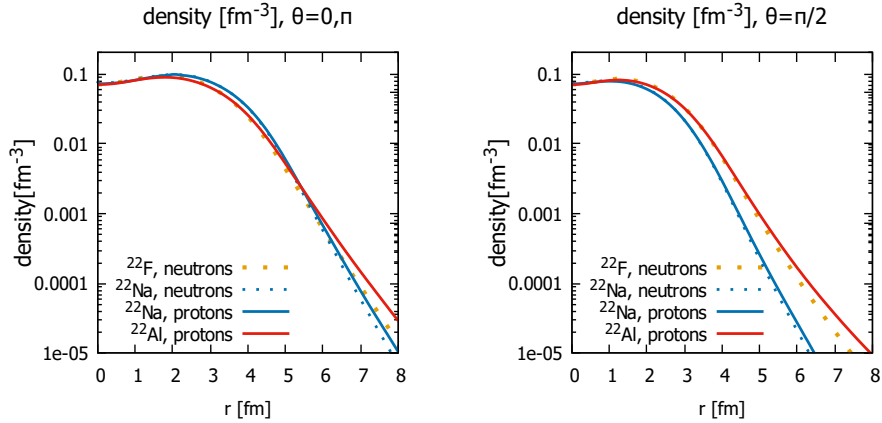 density [fm⁻³], θ=0,π
density[fm⁻³]
0.1
0.01
0.001
0.0001
1e-05
²²F, neutrons
²²Na, neutrons
²²Na, protons
²²Al, protons
0 1 2 3 4 5 6 7 8
r [fm]
density [fm⁻³], θ=π/2
density[fm⁻³]
0.1
0.01
0.001
0.0001
1e-05
²²F, neutrons
²²Na, neutrons
²²Na, protons
²²Al, protons
0 1 2 3 4 5 6 7 8
r [fm]